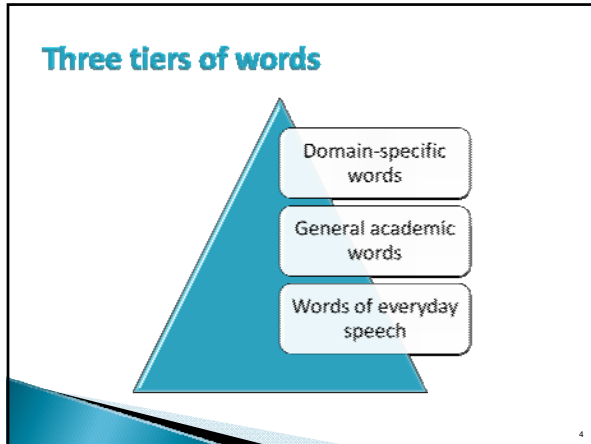 Three tiers of words
Domain-specific
words
General academic
words
Words of everyday
speech
4